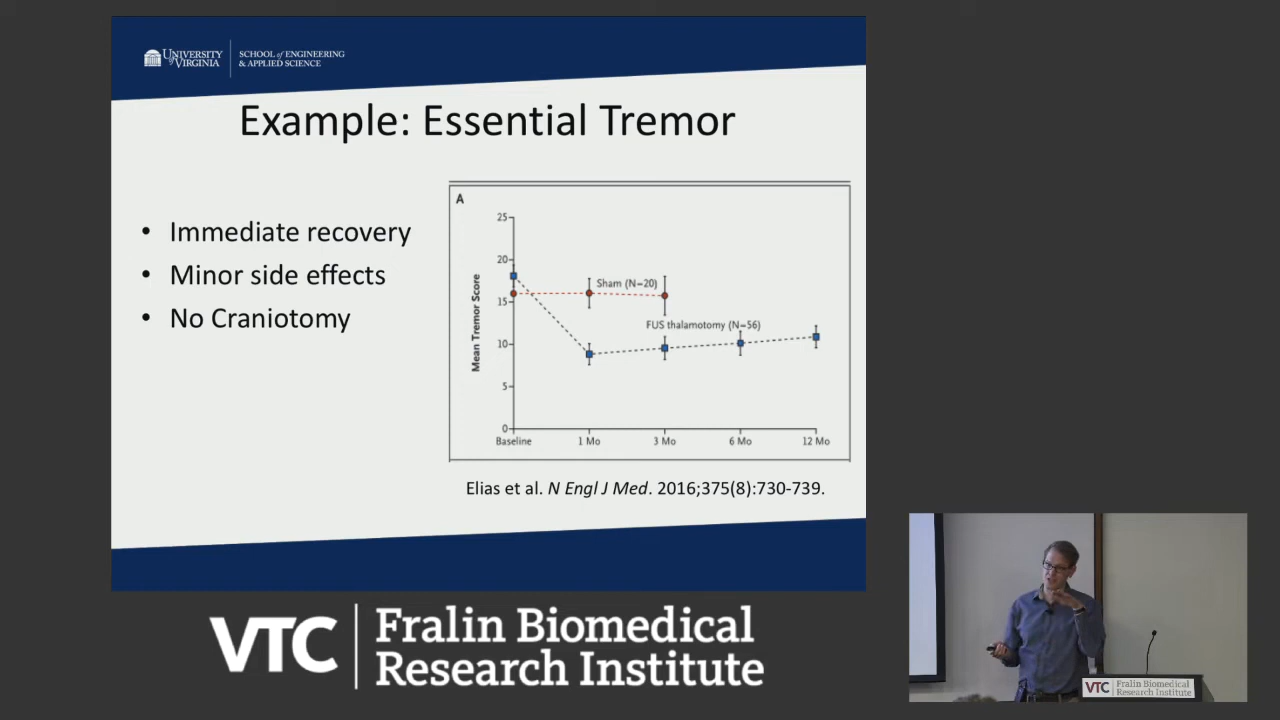 UNIVERSITY of VIRGINIA
SCHOOL of ENGINEERING & APPLIED SCIENCE
Example: Essential Tremor
• Immediate recovery
• Minor side effects
• No Craniotomy
A
Mean Tremor Score
25
20
15
10
5
0
Sham (N=20)
FUS thalamotomy (N=56)
Baseline
1 Mo
3 Mo
6 Mo
12 Mo
Elias et al. N Engl J Med. 2016;375(8):730-739.
VTC
Fralin Biomedical
Research Institute
VTC
Fralin Biomedical
Research Institute